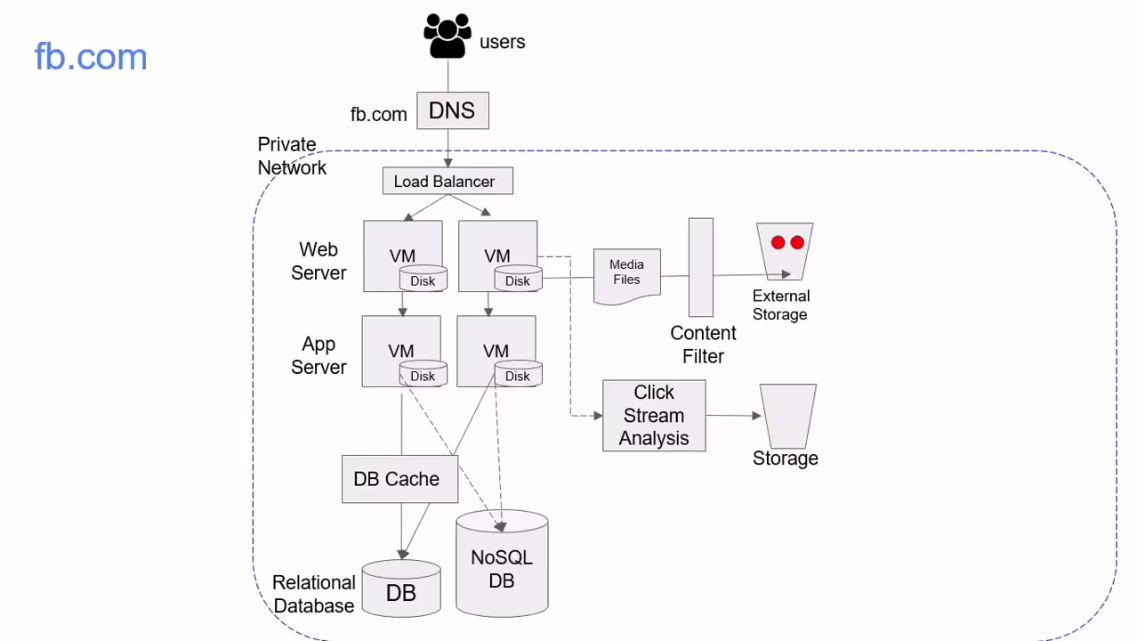 fb.com
users
fb.com
DNS
Private
Network
Load Balancer
Web
Server
VM
Disk
VM
Disk
Media
Files
Content
Filter
External
Storage
App
Server
VM
Disk
VM
Disk
Click
Stream
Analysis
Storage
DB Cache
Relational
Database
DB
NoSQL
DB